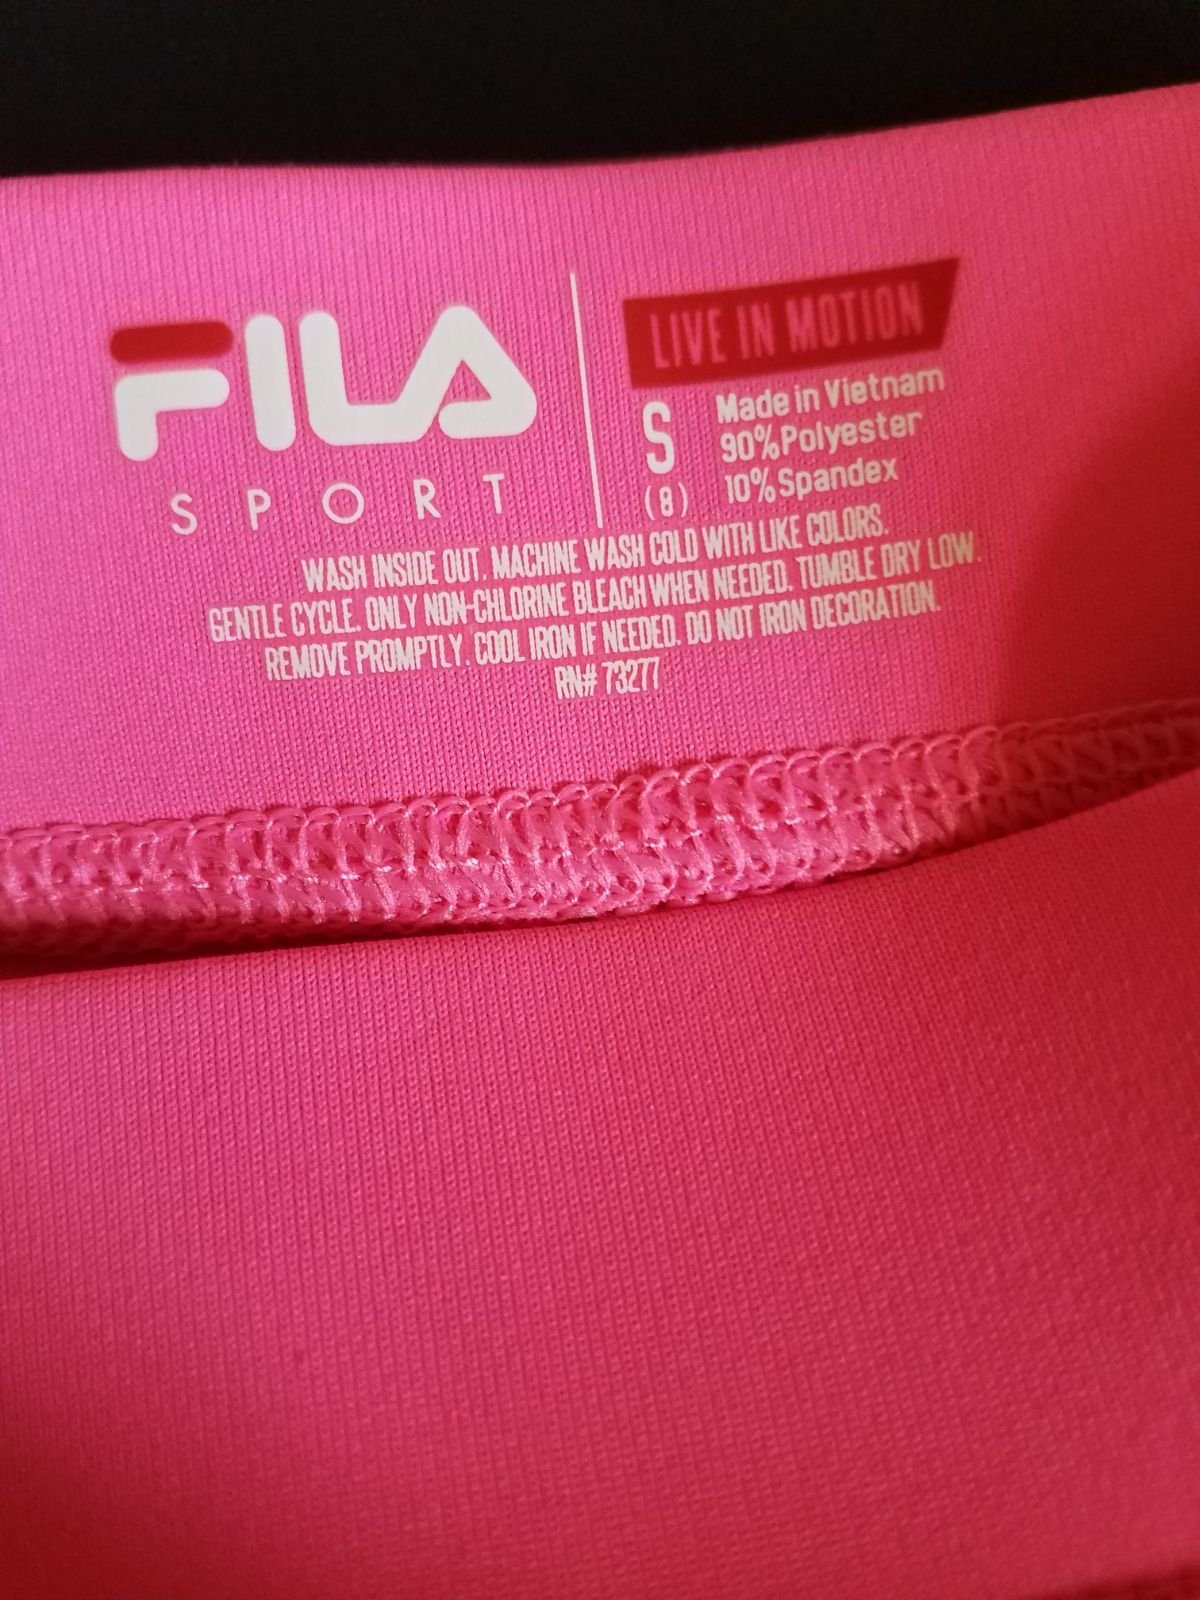 FILA
SPORT
LIVE IN MOTION
S
(8)
Made in Vietnam
90% Polyester
10% Spandex
WASH INSIDE OUT. MACHINE WASH COLD WITH LIKE COLORS.
GENTLE CYCLE. ONLY NON-CHLORINE BLEACH WHEN NEEDED. TUMBLE DRY LOW.
REMOVE PROMPTLY. COOL IRON IF NEEDED. DO NOT IRON DECORATION.
RN# 73277